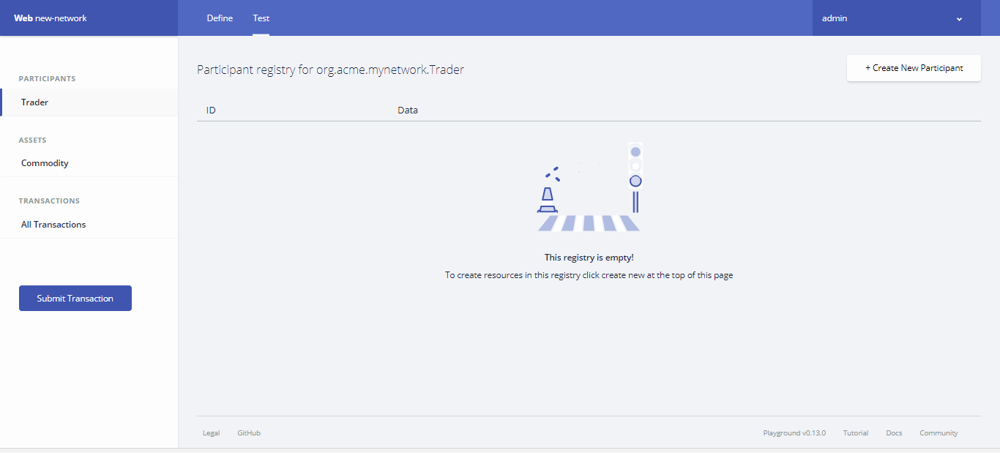 Web new-network
Define
Test
admin
PARTICIPANTS
Trader
ASSETS
Commodity
TRANSACTIONS
All Transactions
Submit Transaction
Participant registry for org.acme.mynetwork.Trader
+ Create New Participant
ID
Data
This registry is empty!
To create resources in this registry click create new at the top of this page
Legal
GitHub
Playground v0.13.0
Tutorial
Docs
Community